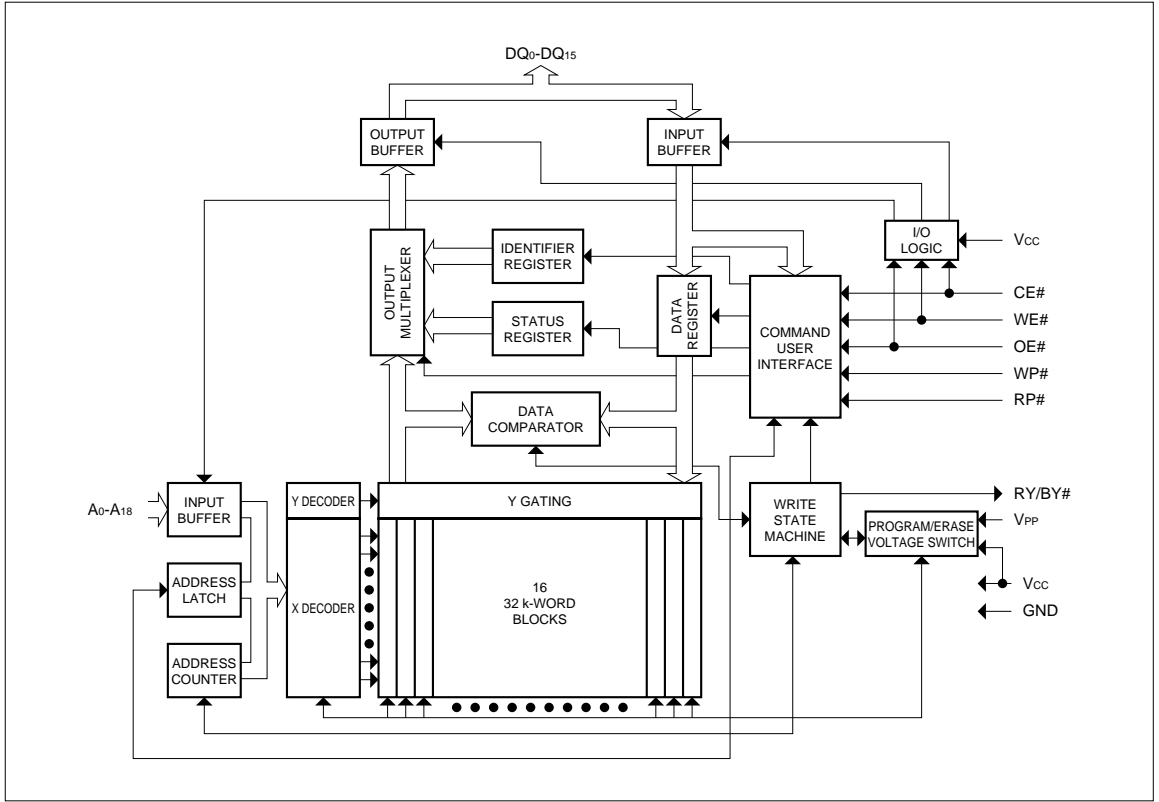 DQ0-DQ15
OUTPUT
BUFFER
INPUT
BUFFER
I/O
LOGIC
VCC
OUTPUT
MULTIPLEXER
IDENTIFIER
REGISTER
STATUS
REGISTER
DATA
REGISTER
COMMAND
USER
INTERFACE
CE#
WE#
OE#
WP#
RP#
DATA
COMPARATOR
A0-A18
INPUT
BUFFER
Y DECODER
Y GATING
WRITE
STATE
MACHINE
RY/BY#
PROGRAM/ERASE
VOLTAGE SWITCH
VPP
VCC
GND
ADDRESS
LATCH
X DECODER
16
32 k-WORD
BLOCKS
ADDRESS
COUNTER